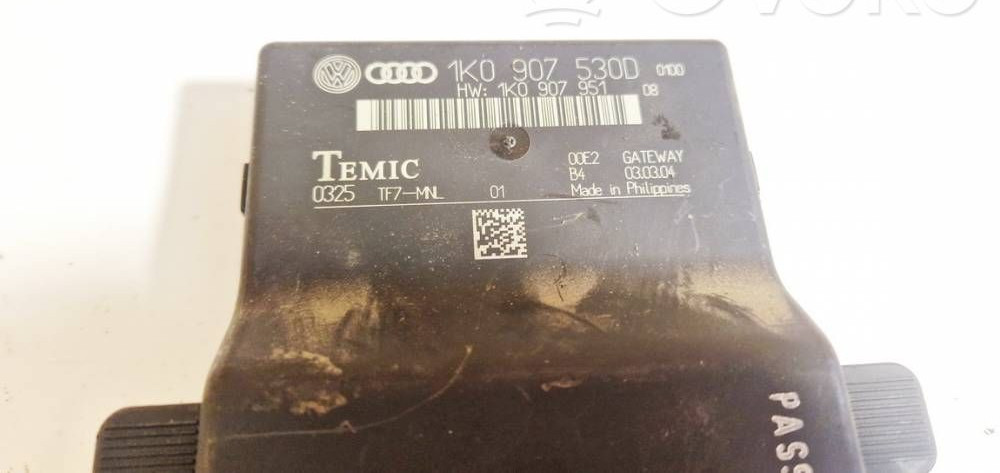 1K0 907 530D 0100
HW: 1K0 907 951 08
TEMIC
00E2 GATEWAY
B4 03.03.04
0325 TF7-MNL 01 Made in Philippines
PASS